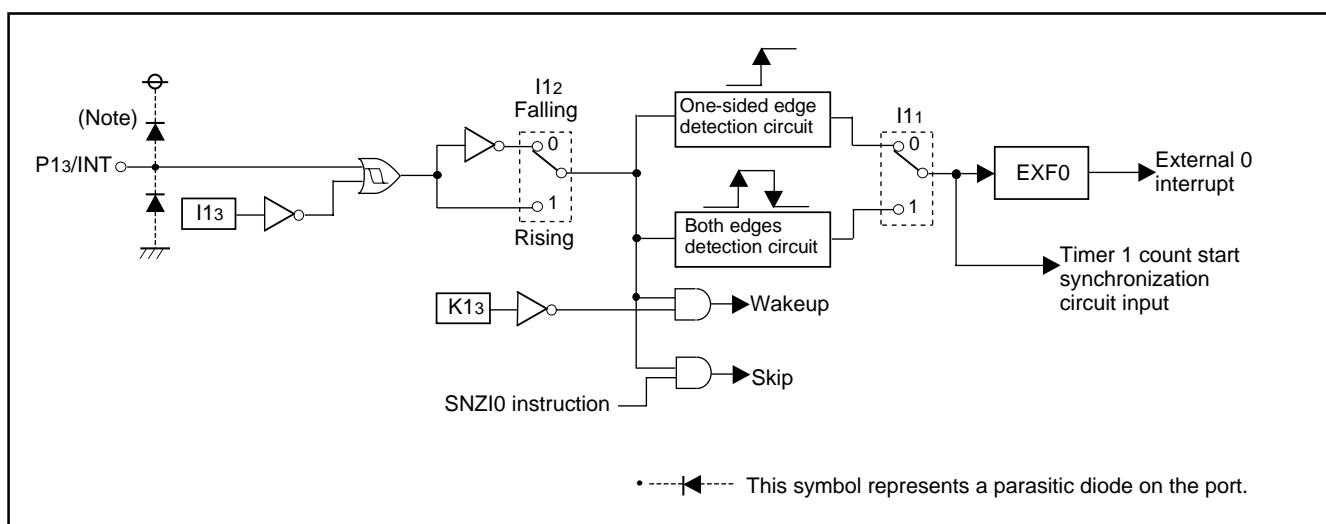 I12
Falling
(Note)
0
P13/INT
I13
1
Rising
One-sided edge
detection circuit
I11
0
Both edges
detection circuit
1
EXF0
External 0
interrupt
Timer 1 count start
synchronization
circuit input
K13
Wakeup
Skip
SNZI0 instruction
• This symbol represents a parasitic diode on the port.